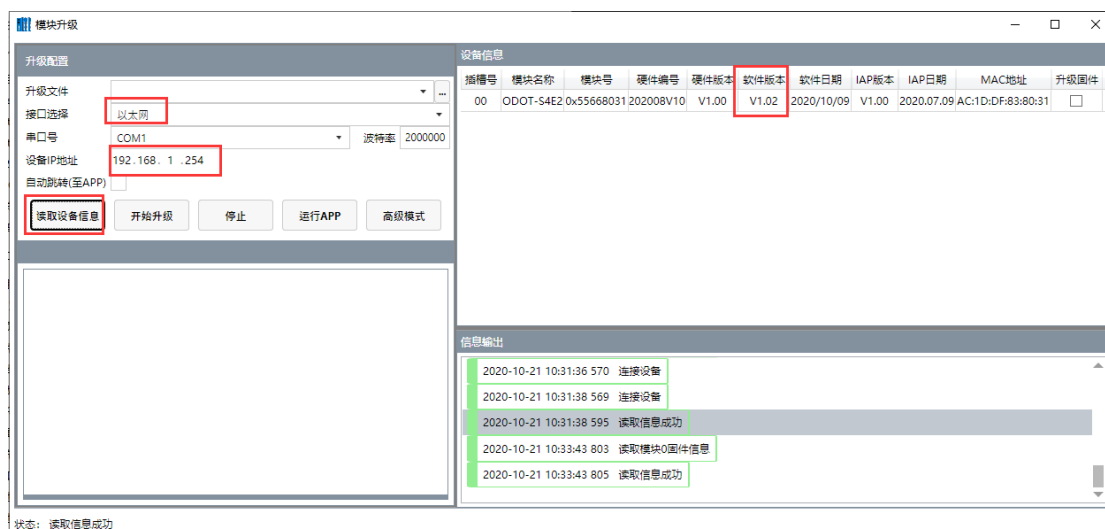 模块升级
升级配置
升级文件
...
接口选择 以太网
串口号 COM1 波特率 2000000
设备IP地址 192.168. 1 .254
自动跳转(至APP)
读取设备信息 开始升级 停止 运行APP 高级模式
设备信息
插槽号 模块名称 模块号 硬件编号 硬件版本 软件版本 软件日期 IAP版本 IAP日期 MAC地址 升级固件
00 ODOT-S4E2 0x55668031 202008V10 V1.00 V1.02 2020/10/09 V1.00 2020.07.09 AC:1D:DF:83:80:31
信息输出
2020-10-21 10:31:36 570 连接设备
2020-10-21 10:31:38 569 连接设备
2020-10-21 10:31:38 595 读取信息成功
2020-10-21 10:33:43 803 读取模块0固件信息
2020-10-21 10:33:43 805 读取信息成功
状态: 读取信息成功